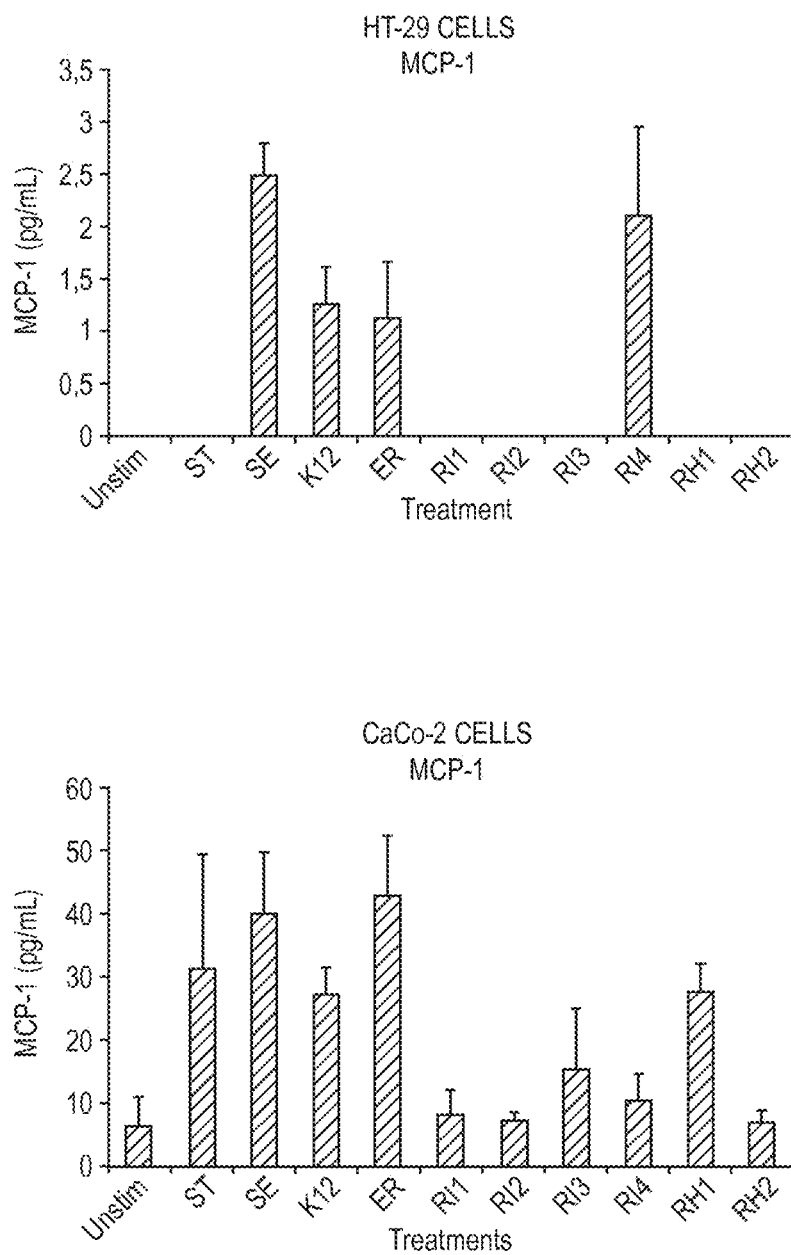 HT-29 CELLS
MCP-1
MCP-1 (pg/mL)
3,5
3
2,5
2
1,5
1
0,5
0
Unstim ST SE K12 ER RI1 RI2 RI3 RI4 RH1 RH2
Treatment
CaCo-2 CELLS
MCP-1
MCP-1 (pg/mL)
60
50
40
30
20
10
0
Unstim ST SE K12 ER RI1 RI2 RI3 RI4 RH1 RH2
Treatments